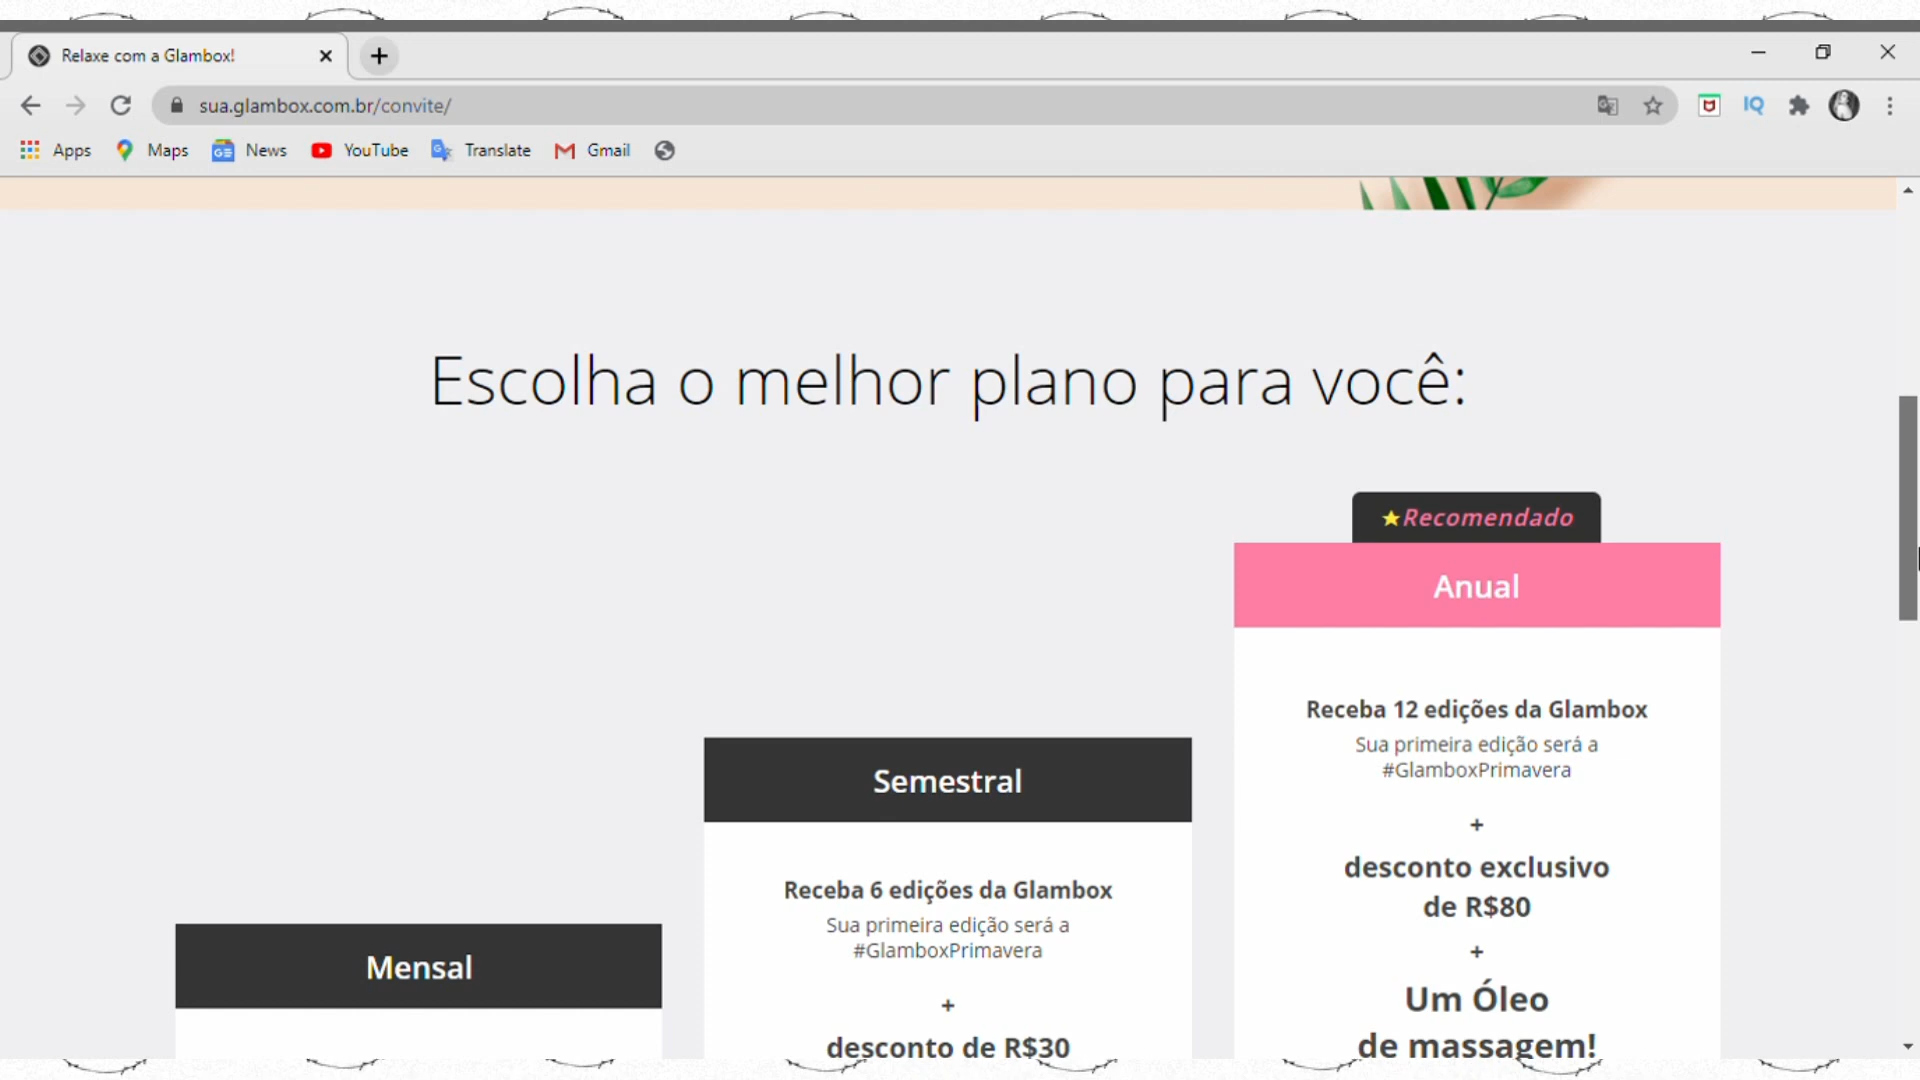 Relaxe com a Glambox!
sua.glambox.com.br/convite/
IQ
Apps
Maps
News
YouTube
Translate
Gmail
Escolha o melhor plano para você:
Recomendado
Anual
Receba 12 edições da Glambox
Sua primeira edição será a
#GlamboxPrimavera
+
desconto exclusivo
de R$80
+
Um Óleo
de massagem!
Semestral
Receba 6 edições da Glambox
Sua primeira edição será a
#GlamboxPrimavera
+
desconto de R$30
Mensal